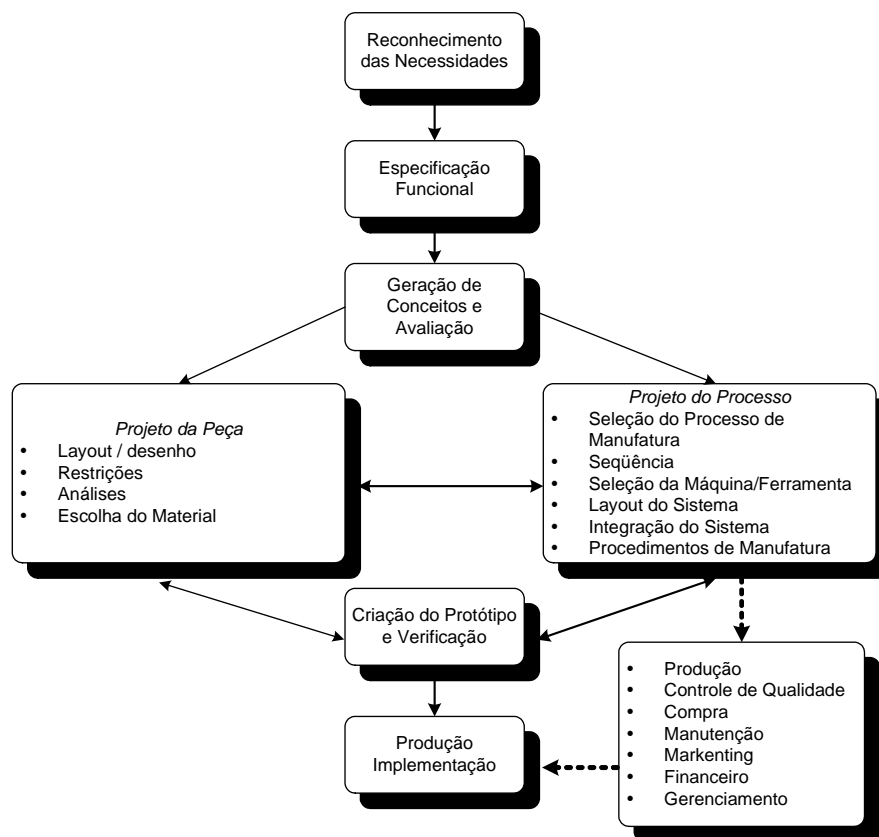 Reconhecimento
das Necessidades
Especificação
Funcional
Geração de
Conceitos e
Avaliação
Projeto da Peça
• Layout / desenho
• Restrições
• Análises
• Escolha do Material
Projeto do Processo
• Seleção do Processo de
Manufatura
• Seqüência
• Seleção da Máquina/Ferramenta
• Layout do Sistema
• Integração do Sistema
• Procedimentos de Manufatura
Criação do Protótipo
e Verificação
• Produção
• Controle de Qualidade
• Compra
• Manutenção
• Markenting
• Financeiro
• Gerenciamento
Produção
Implementação